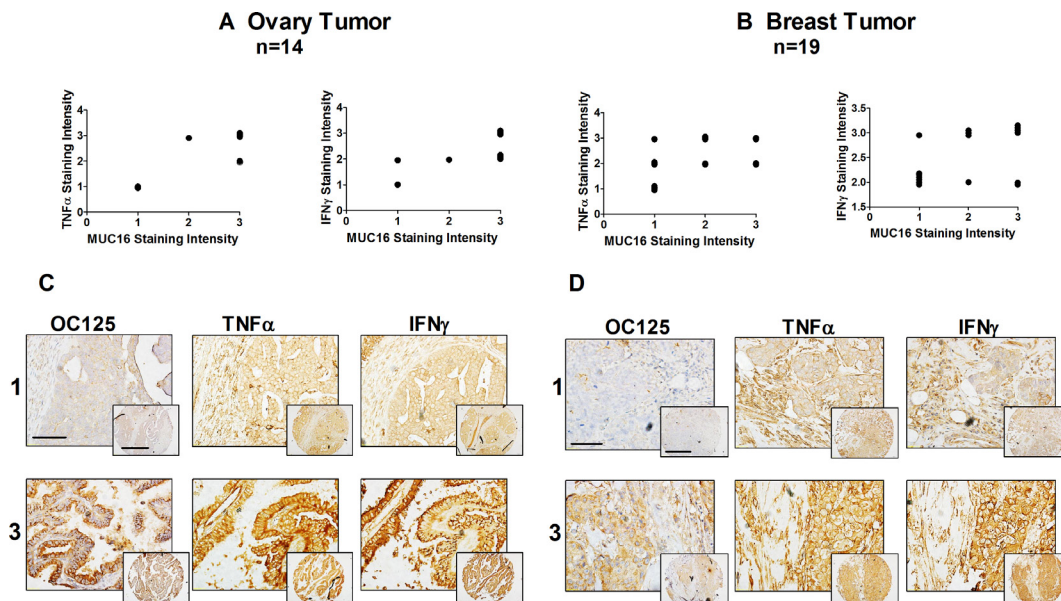 A Ovary Tumor
n=14
B Breast Tumor
n=19
TNFα Staining Intensity
4
3
2
1
0
0
1
2
3
MUC16 Staining Intensity
IFNγ Staining Intensity
4
3
2
1
0
0
1
2
3
MUC16 Staining Intensity
TNFα Staining Intensity
4
3
2
1
0
0
1
2
3
MUC16 Staining Intensity
IFNγ Staining Intensity
3.5
3.0
2.5
2.0
1.5
0
1
2
3
MUC16 Staining Intensity
C
OC125
TNFα
IFNγ
1
3
D
OC125
TNFα
IFNγ
1
3